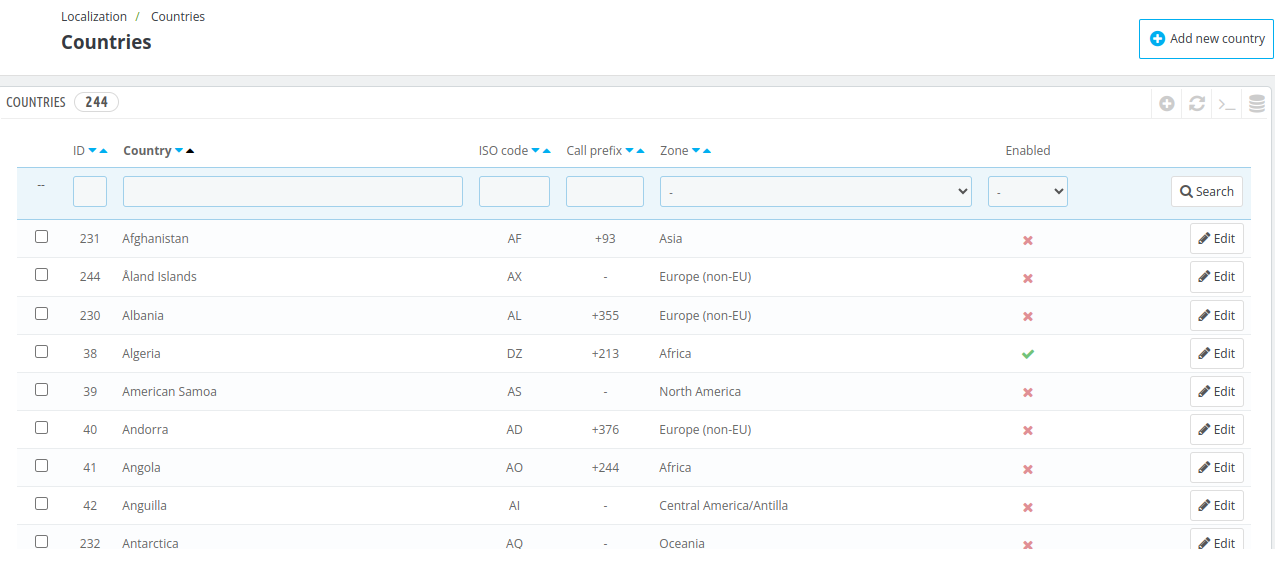 Localization / Countries
Countries
Add new country
COUNTRIES 244
ID Country ISO code Call prefix Zone Enabled
-- - - Search
231 Afghanistan AF +93 Asia Edit
244 Åland Islands AX - Europe (non-EU) Edit
230 Albania AL +355 Europe (non-EU) Edit
38 Algeria DZ +213 Africa Edit
39 American Samoa AS - North America Edit
40 Andorra AD +376 Europe (non-EU) Edit
41 Angola AO +244 Africa Edit
42 Anguilla AI - Central America/Antilla Edit
232 Antarctica AQ - Oceania Edit